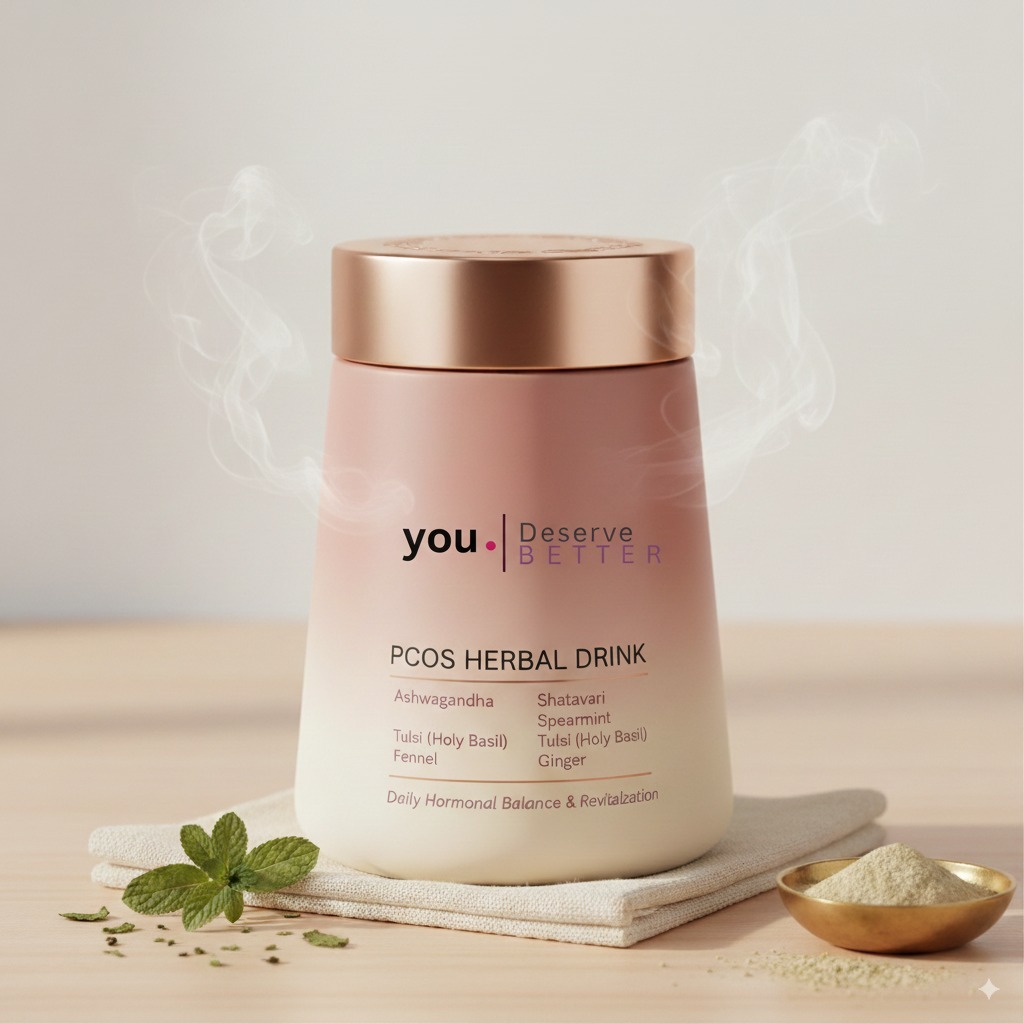 you. | Deserve
BETTER
PCOS HERBAL DRINK
Ashwagandha Shatavari
Spearmint
Tulsi (Holy Basil) Tulsi (Holy Basil)
Fennel Ginger
Daily Hormonal Balance & Revitalzation